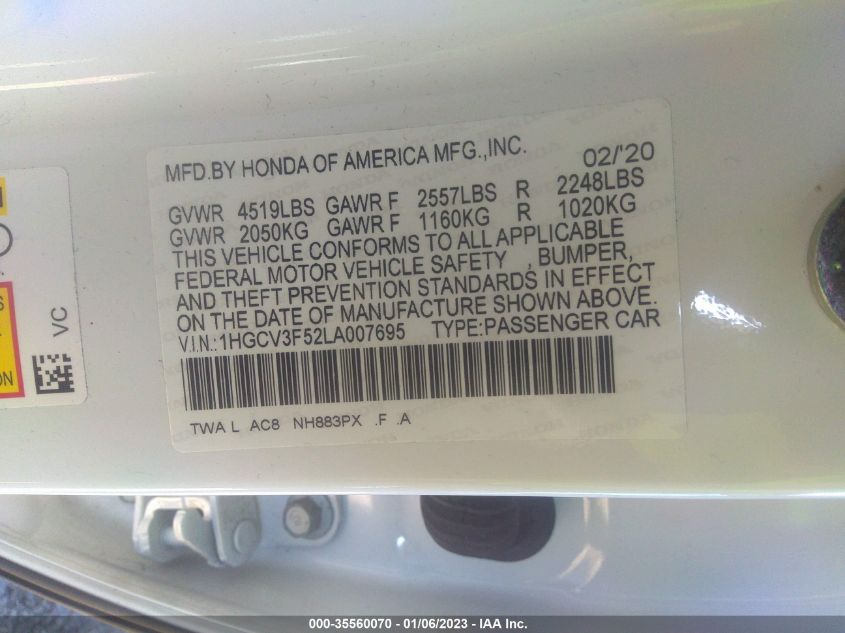 MFD.BY HONDA OF AMERICA MFG.,INC. 02/'20
GVWR 4519LBS GAWR F 2557LBS R 2248LBS
GVWR 2050KG GAWR F 1160KG R 1020KG
THIS VEHICLE CONFORMS TO ALL APPLICABLE
FEDERAL MOTOR VEHICLE SAFETY , BUMPER,
AND THEFT PREVENTION STANDARDS IN EFFECT
ON THE DATE OF MANUFACTURE SHOWN ABOVE.
V.I.N.:1HGCV3F52LA007695 TYPE:PASSENGER CAR
TWA L AC8 NH883PX .F .A
VC
ON
000-35560070 - 01/06/2023 - IAA Inc.